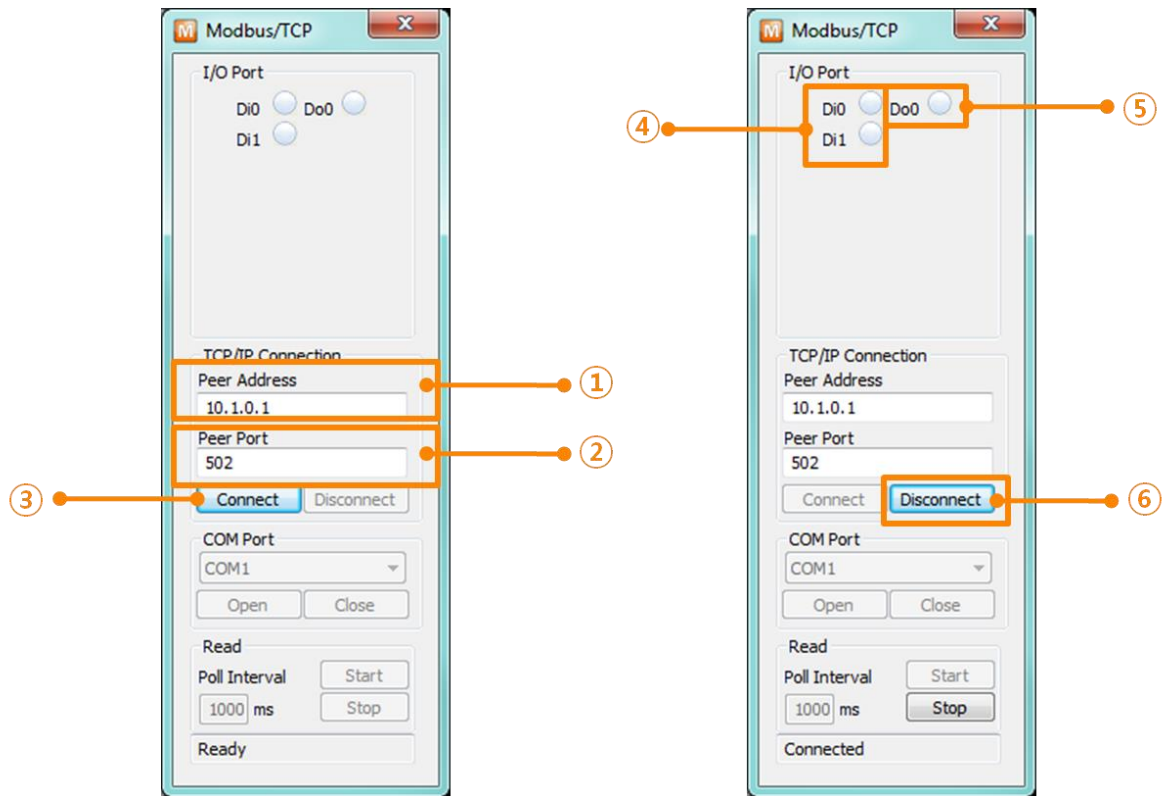 Modbus/TCP
I/O Port
Di0 Do0
Di1
TCP/IP Connection
Peer Address
10.1.0.1
①
Peer Port
502
②
③
Connect Disconnect
COM Port
COM1
Open Close
Read
Poll Interval Start
1000 ms Stop
Ready
Modbus/TCP
I/O Port
Di0 Do0
⑤
④
Di1
TCP/IP Connection
Peer Address
10.1.0.1
Peer Port
502
Connect Disconnect
⑥
COM Port
COM1
Open Close
Read
Poll Interval Start
1000 ms Stop
Connected